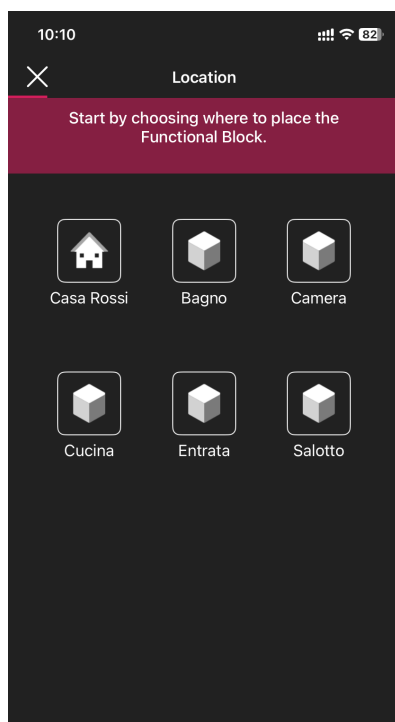 10:10
82
Location
Start by choosing where to place the
Functional Block.
Casa Rossi
Bagno
Camera
Cucina
Entrata
Salotto